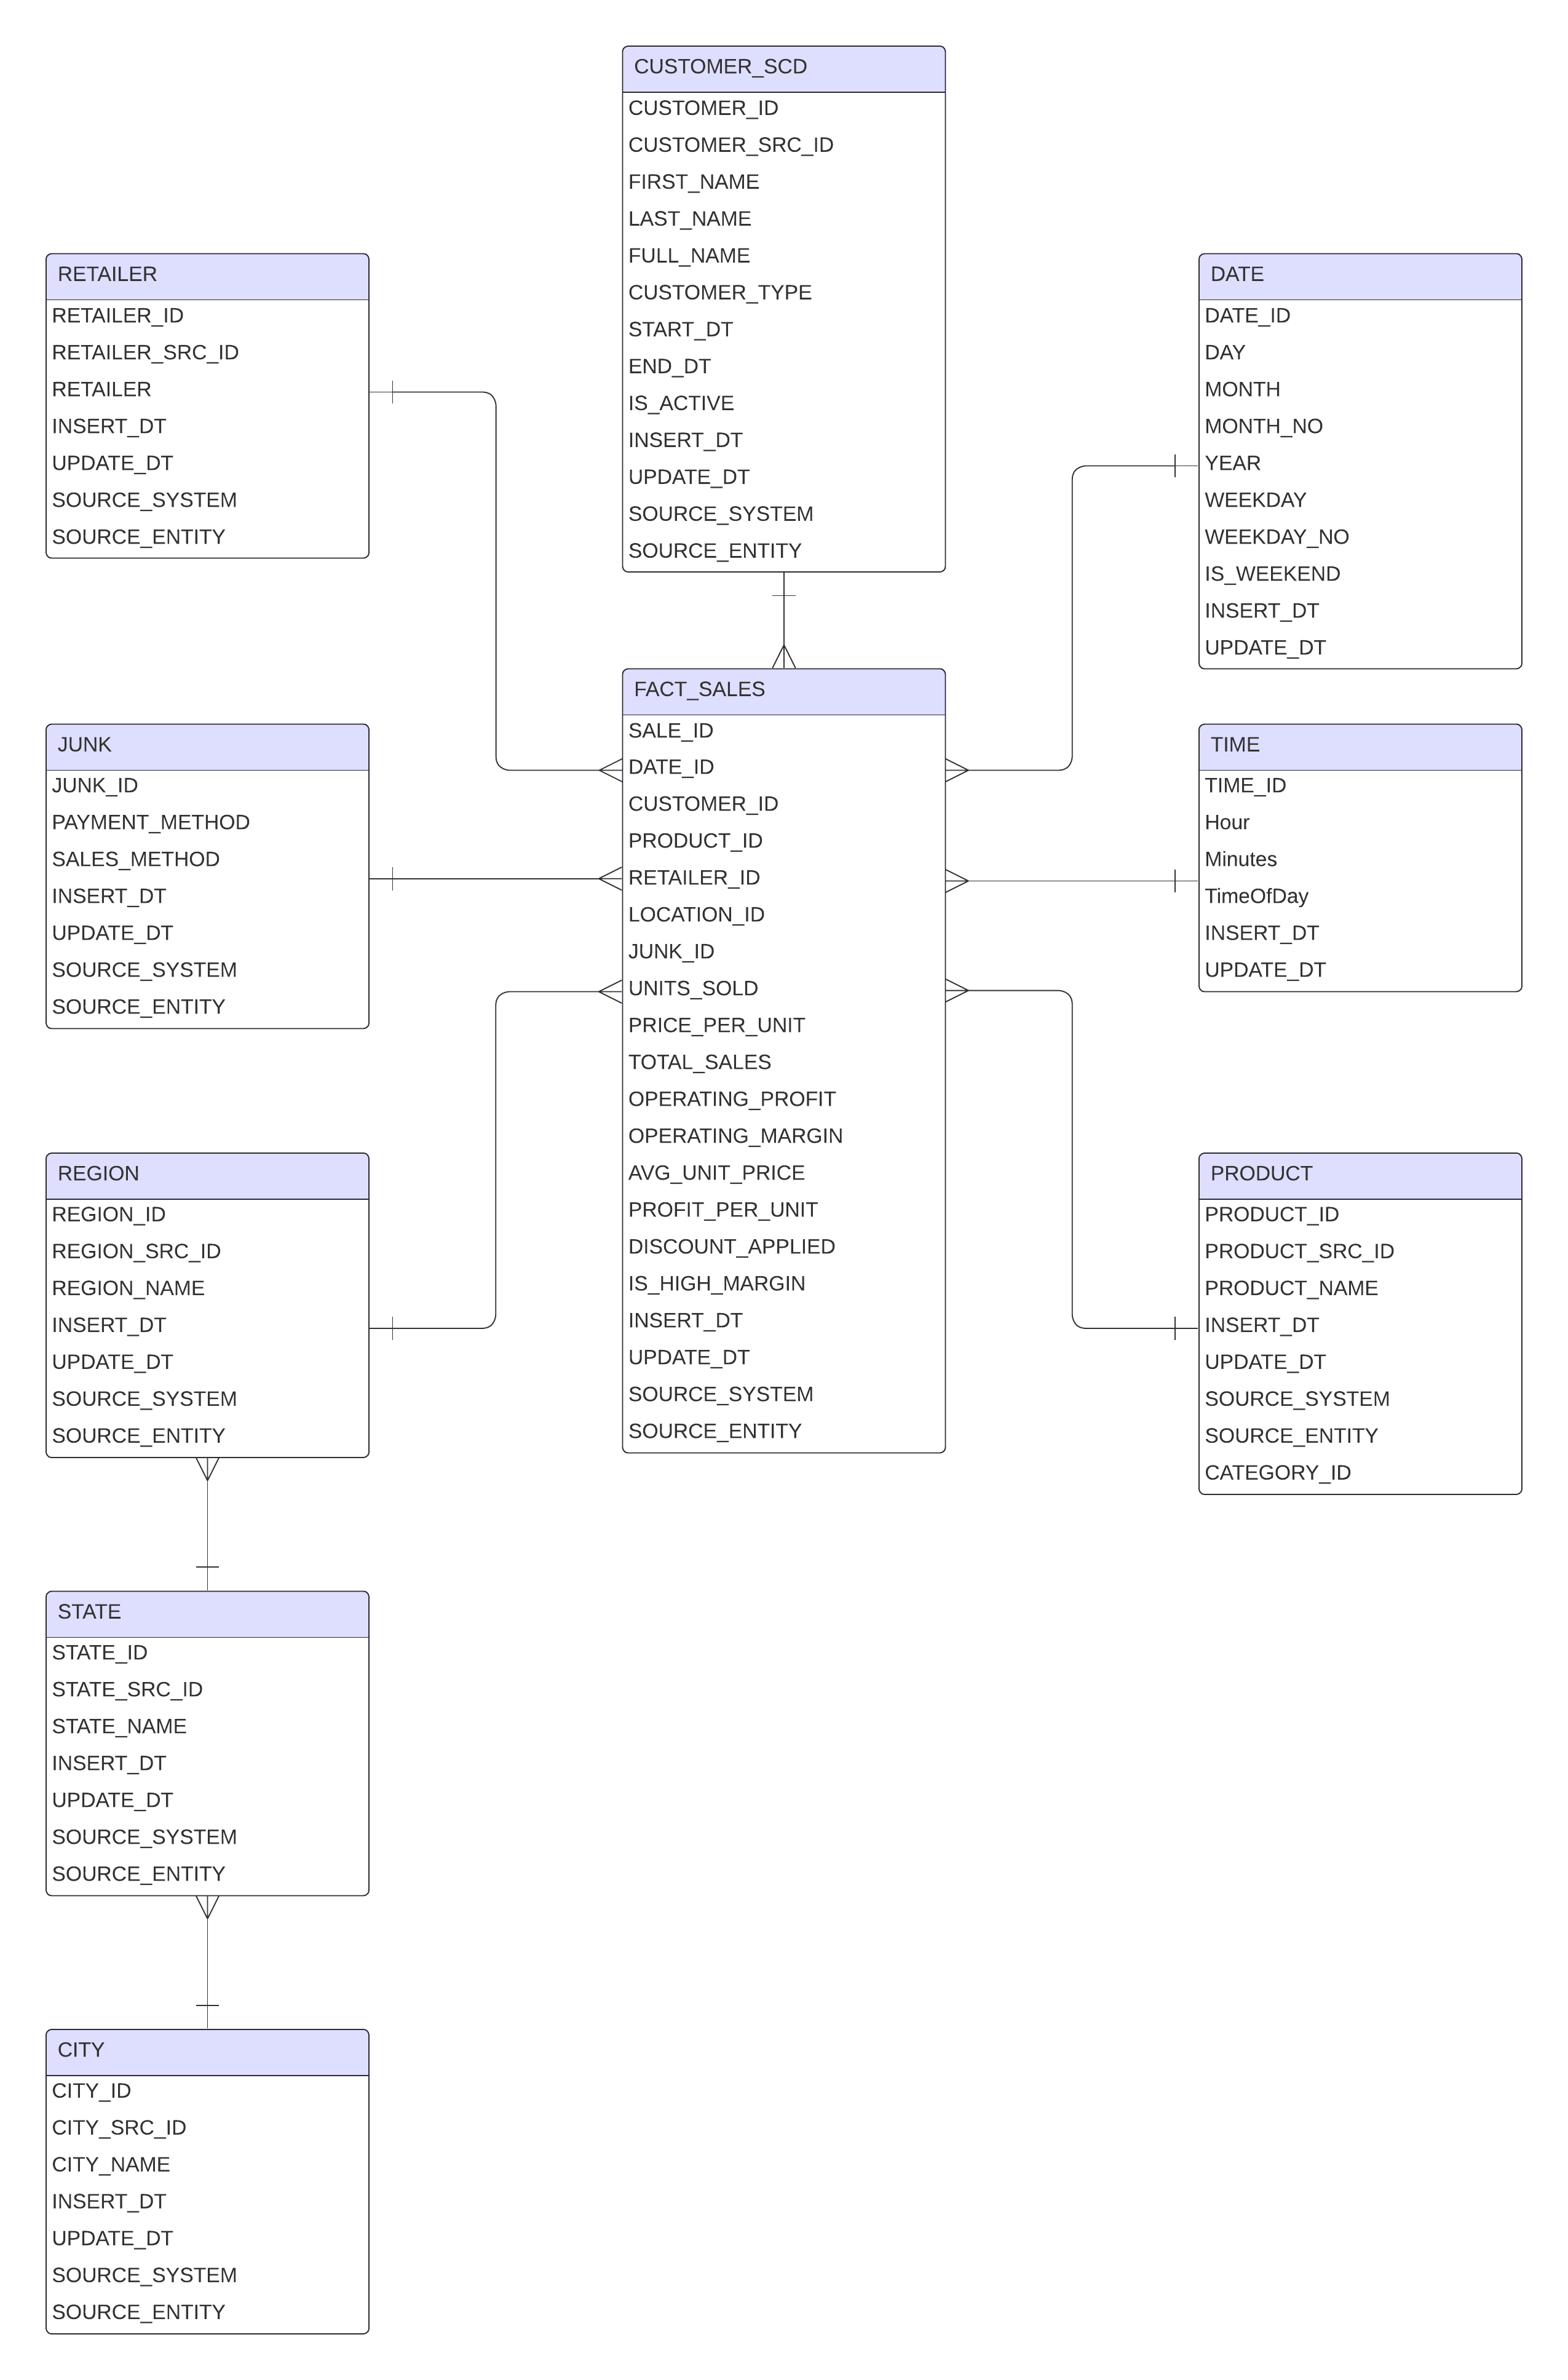 CUSTOMER_SCD
CUSTOMER_ID
CUSTOMER_SRC_ID
FIRST_NAME
LAST_NAME
FULL_NAME
CUSTOMER_TYPE
START_DT
END_DT
IS_ACTIVE
INSERT_DT
UPDATE_DT
SOURCE_SYSTEM
SOURCE_ENTITY
RETAILER
RETAILER_ID
RETAILER_SRC_ID
RETAILER
INSERT_DT
UPDATE_DT
SOURCE_SYSTEM
SOURCE_ENTITY
DATE
DATE_ID
DAY
MONTH
MONTH_NO
YEAR
WEEKDAY
WEEKDAY_NO
IS_WEEKEND
INSERT_DT
UPDATE_DT
FACT_SALES
SALE_ID
DATE_ID
CUSTOMER_ID
PRODUCT_ID
RETAILER_ID
LOCATION_ID
JUNK_ID
UNITS_SOLD
PRICE_PER_UNIT
TOTAL_SALES
OPERATING_PROFIT
OPERATING_MARGIN
AVG_UNIT_PRICE
PROFIT_PER_UNIT
DISCOUNT_APPLIED
IS_HIGH_MARGIN
INSERT_DT
UPDATE_DT
SOURCE_SYSTEM
SOURCE_ENTITY
JUNK
JUNK_ID
PAYMENT_METHOD
SALES_METHOD
INSERT_DT
UPDATE_DT
SOURCE_SYSTEM
SOURCE_ENTITY
TIME
TIME_ID
Hour
Minutes
TimeOfDay
INSERT_DT
UPDATE_DT
REGION
REGION_ID
REGION_SRC_ID
REGION_NAME
INSERT_DT
UPDATE_DT
SOURCE_SYSTEM
SOURCE_ENTITY
PRODUCT
PRODUCT_ID
PRODUCT_SRC_ID
PRODUCT_NAME
INSERT_DT
UPDATE_DT
SOURCE_SYSTEM
SOURCE_ENTITY
CATEGORY_ID
STATE
STATE_ID
STATE_SRC_ID
STATE_NAME
INSERT_DT
UPDATE_DT
SOURCE_SYSTEM
SOURCE_ENTITY
CITY
CITY_ID
CITY_SRC_ID
CITY_NAME
INSERT_DT
UPDATE_DT
SOURCE_SYSTEM
SOURCE_ENTITY